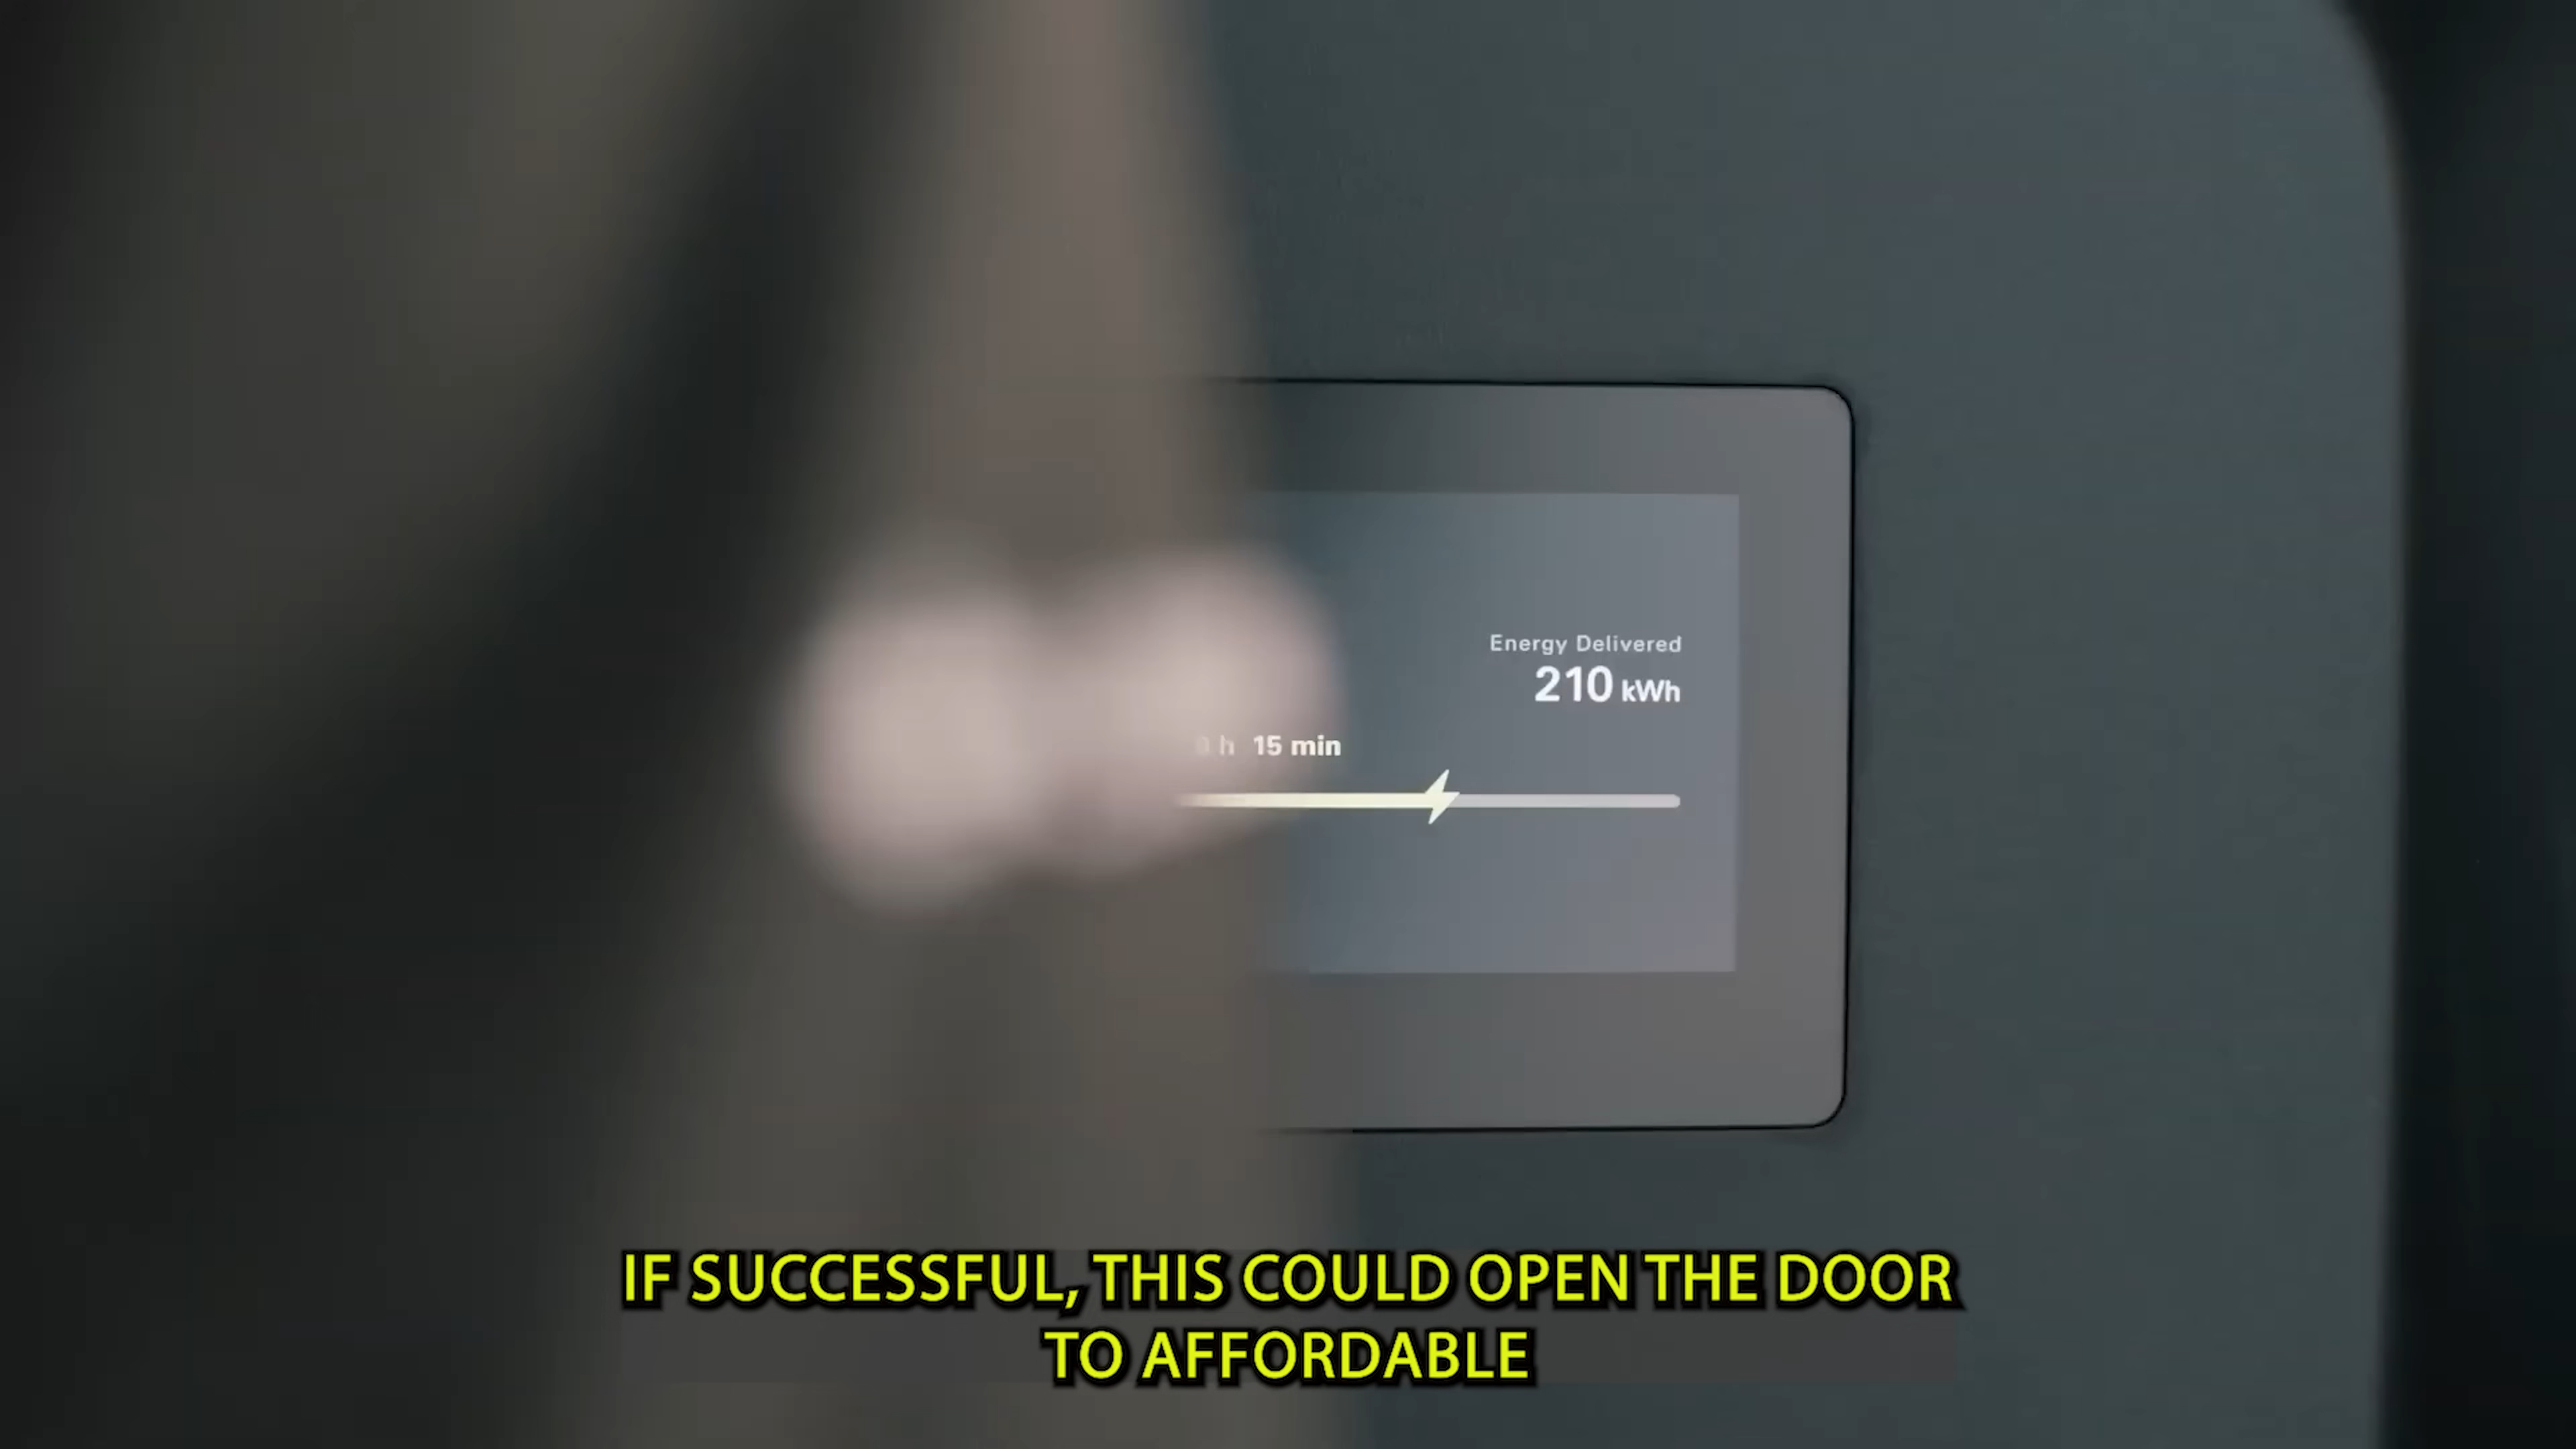 Energy Delivered
210 kWh
h 15 min
IF SUCCESSFUL, THIS COULD OPEN THE DOOR
TO AFFORDABLE